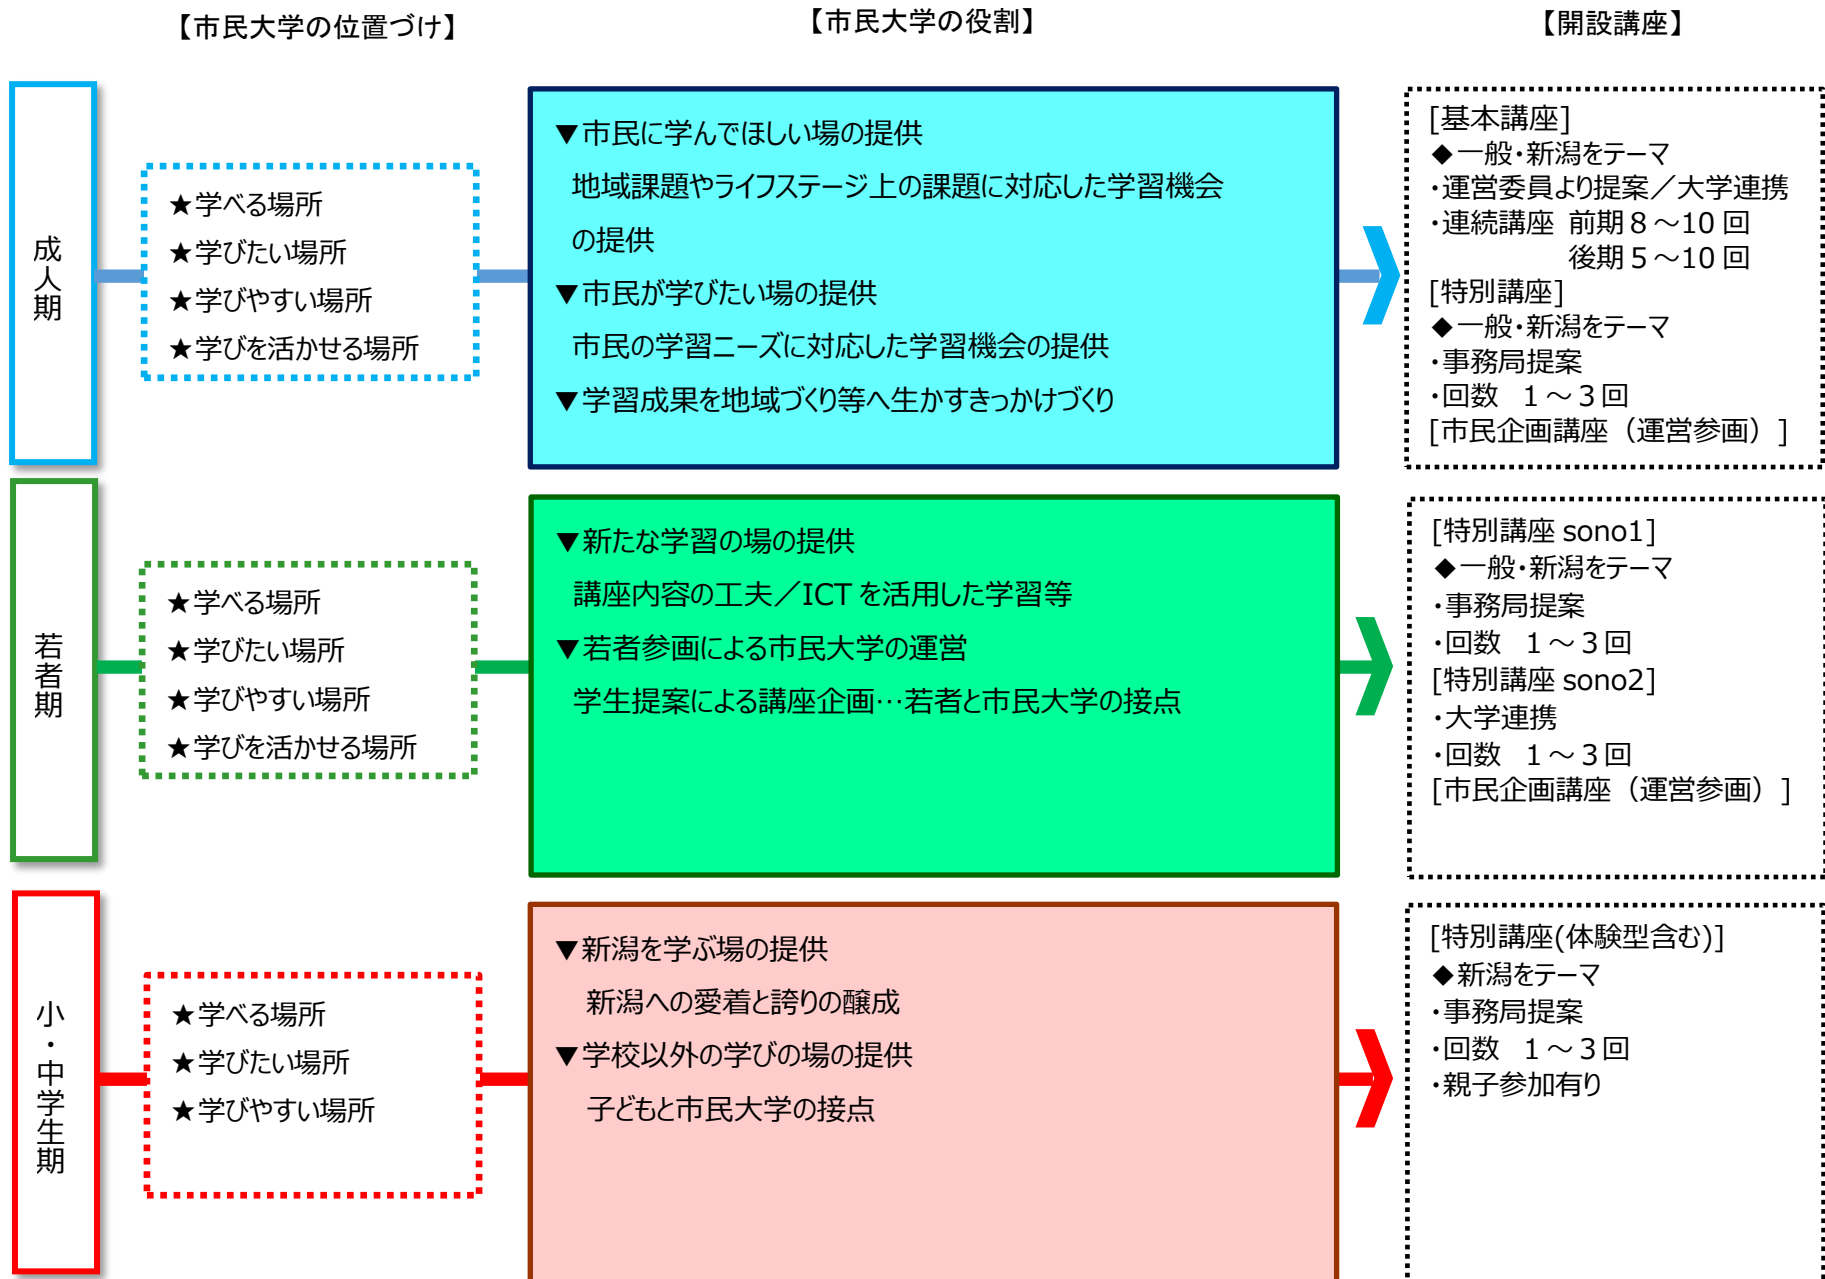 【市民大学の位置づけ】
【市民大学の役割】
【開設講座】
成人期
★学べる場所
★学びたい場所
★学びやすい場所
★学びを活かせる場所
▼市民に学んでほしい場の提供
地域課題やライフステージ上の課題に対応した学習機会
の提供
▼市民が学びたい場の提供
市民の学習ニーズに対応した学習機会の提供
▼学習成果を地域づくり等へ生かすきっかけづくり
[基本講座]
◆一般・新潟をテーマ
・運営委員より提案／大学連携
・連続講座 前期８～10 回
後期５～10 回
[特別講座]
◆一般・新潟をテーマ
・事務局提案
・回数 １～３回
[市民企画講座（運営参画）]
若者期
★学べる場所
★学びたい場所
★学びやすい場所
★学びを活かせる場所
▼新たな学習の場の提供
講座内容の工夫／ICT を活用した学習等
▼若者参画による市民大学の運営
学生提案による講座企画…若者と市民大学の接点
[特別講座 sono1]
◆一般・新潟をテーマ
・事務局提案
・回数 １～３回
[特別講座 sono2]
・大学連携
・回数 １～３回
[市民企画講座（運営参画）]
小・中学生期
★学べる場所
★学びたい場所
★学びやすい場所
▼新潟を学ぶ場の提供
新潟への愛着と誇りの醸成
▼学校以外の学びの場の提供
子どもと市民大学の接点
[特別講座(体験型含む)]
◆新潟をテーマ
・事務局提案
・回数 １～３回
・親子参加有り